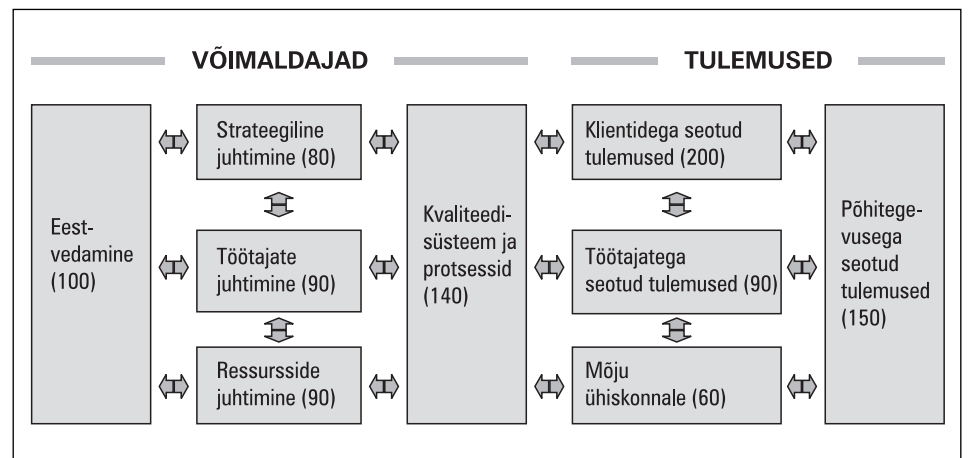 VÕIMALDAJAD
TULEMUSED
Eest-
vedamine
(100)
Strateegiline
juhtimine (80)
Töötajate
juhtimine (90)
Ressursside
juhtimine (90)
Kvaliteedi-
süsteem ja
protsessid
(140)
Klientidega seotud
tulemused (200)
Töötajatega
seotud tulemused (90)
Mõju
ühiskonnale (60)
Põhitege-
vusega
seotud
tulemused
(150)